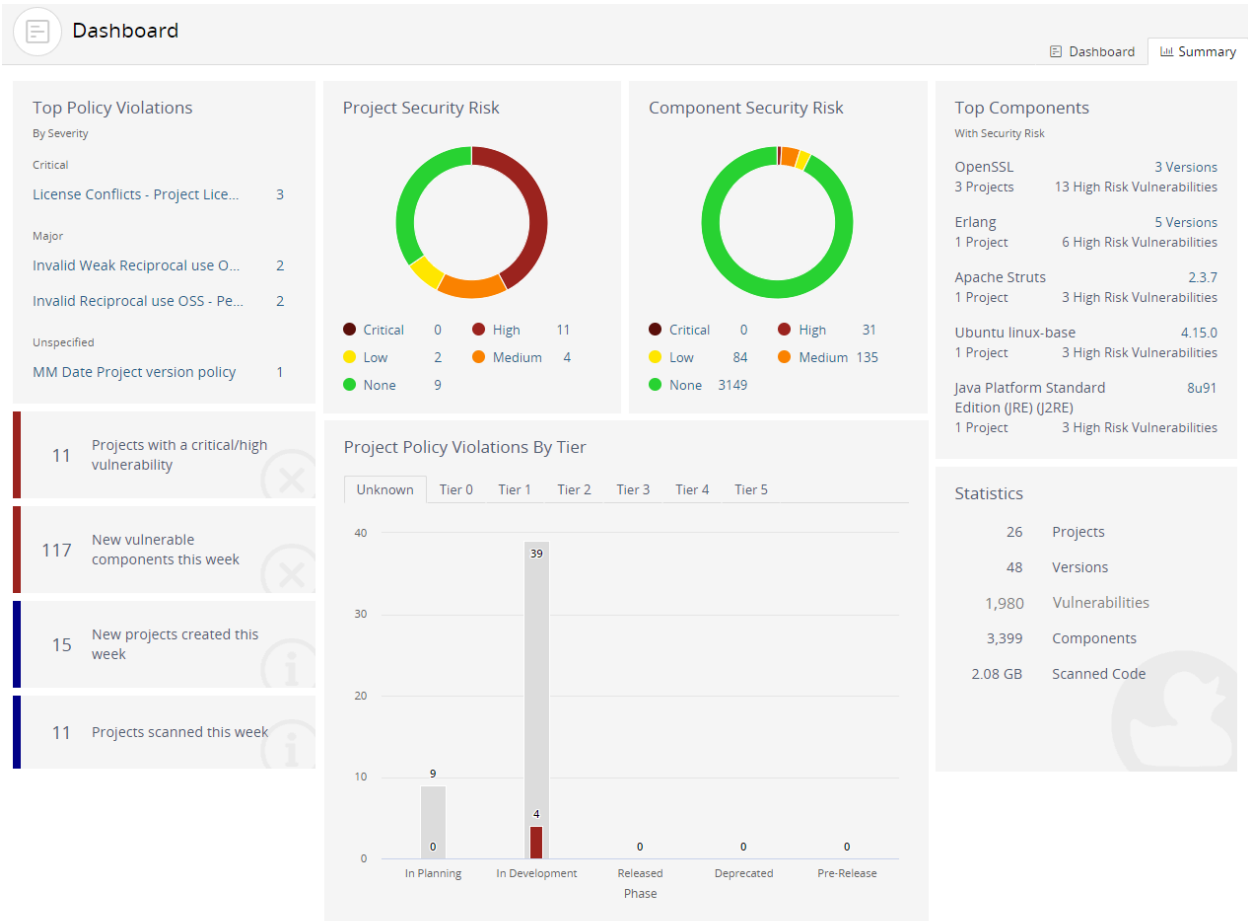 Dashboard
Dashboard
Summary
Top Policy Violations
By Severity
Critical
License Conflicts - Project Lice... 3
Major
Invalid Weak Reciprocal use O... 2
Invalid Reciprocal use OSS - Pe... 2
Unspecified
MM Date Project version policy 1
11 Projects with a critical/high
vulnerability
117 New vulnerable
components this week
15 New projects created this
week
11 Projects scanned this week
Project Security Risk
Critical 0 High 11
Low 2 Medium 4
None 9
Component Security Risk
Critical 0 High 31
Low 84 Medium 135
None 3149
Project Policy Violations By Tier
Unknown Tier 0 Tier 1 Tier 2 Tier 3 Tier 4 Tier 5
40
30
20
10
0
9
0
39
4
0
0
0
In Planning In Development Released Deprecated Pre-Release
Phase
Top Components
With Security Risk
OpenSSL 3 Versions
3 Projects 13 High Risk Vulnerabilities
Erlang 5 Versions
1 Project 6 High Risk Vulnerabilities
Apache Struts 2.3.7
1 Project 3 High Risk Vulnerabilities
Ubuntu linux-base 4.15.0
1 Project 3 High Risk Vulnerabilities
Java Platform Standard 8u91
Edition (JRE) (J2RE)
1 Project 3 High Risk Vulnerabilities
Statistics
26 Projects
48 Versions
1,980 Vulnerabilities
3,399 Components
2.08 GB Scanned Code